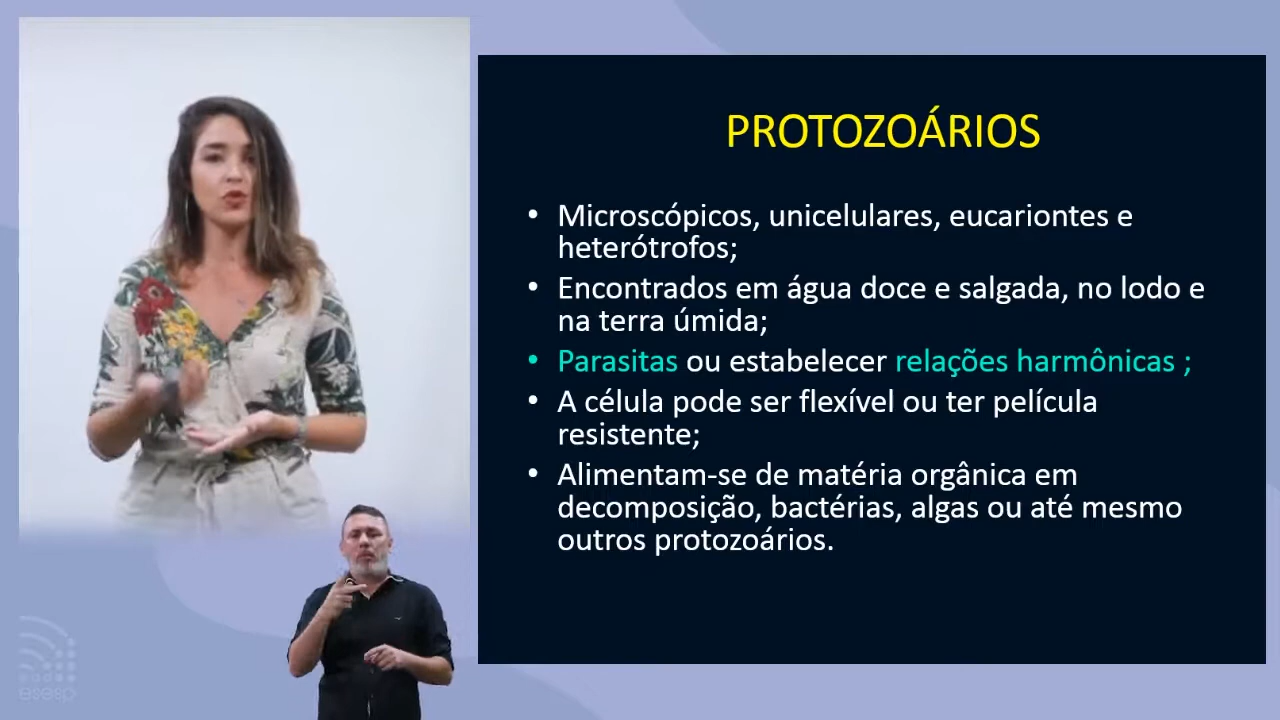 PROTOZOÁRIOS
• Microscópicos, unicelulares, eucariontes e
heterótrofos;
• Encontrados em água doce e salgada, no lodo e
na terra úmida;
• Parasitas ou estabelecer relações harmônicas ;
• A célula pode ser flexível ou ter película
resistente;
• Alimentam-se de matéria orgânica em
decomposição, bactérias, algas ou até mesmo
outros protozoários.
esesp